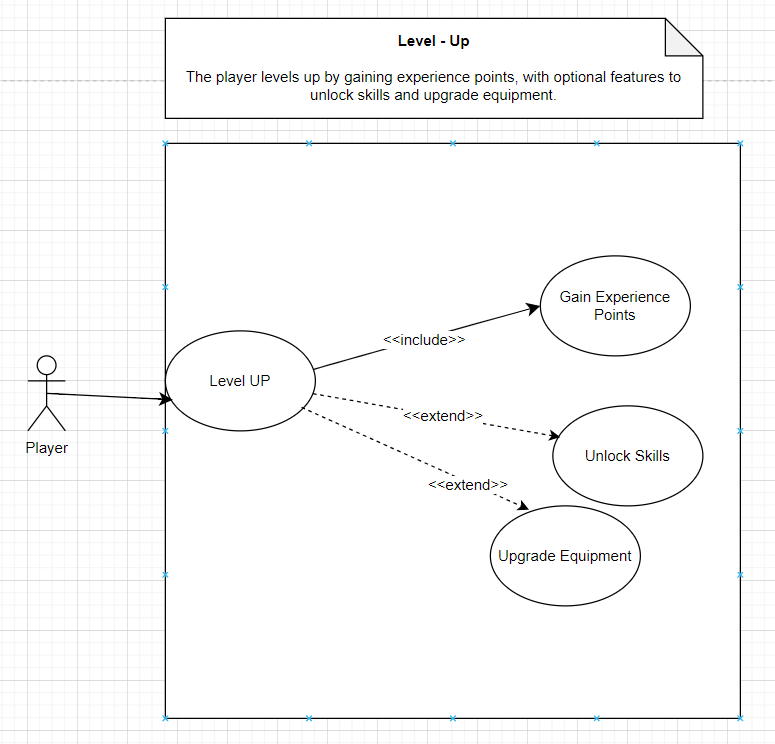 Level - Up
The player levels up by gaining experience points, with optional features to
unlock skills and upgrade equipment.
Gain Experience
Points
<<include>>
Level UP
<<extend>>
Player
Unlock Skills
<<extend>>
Upgrade Equipment